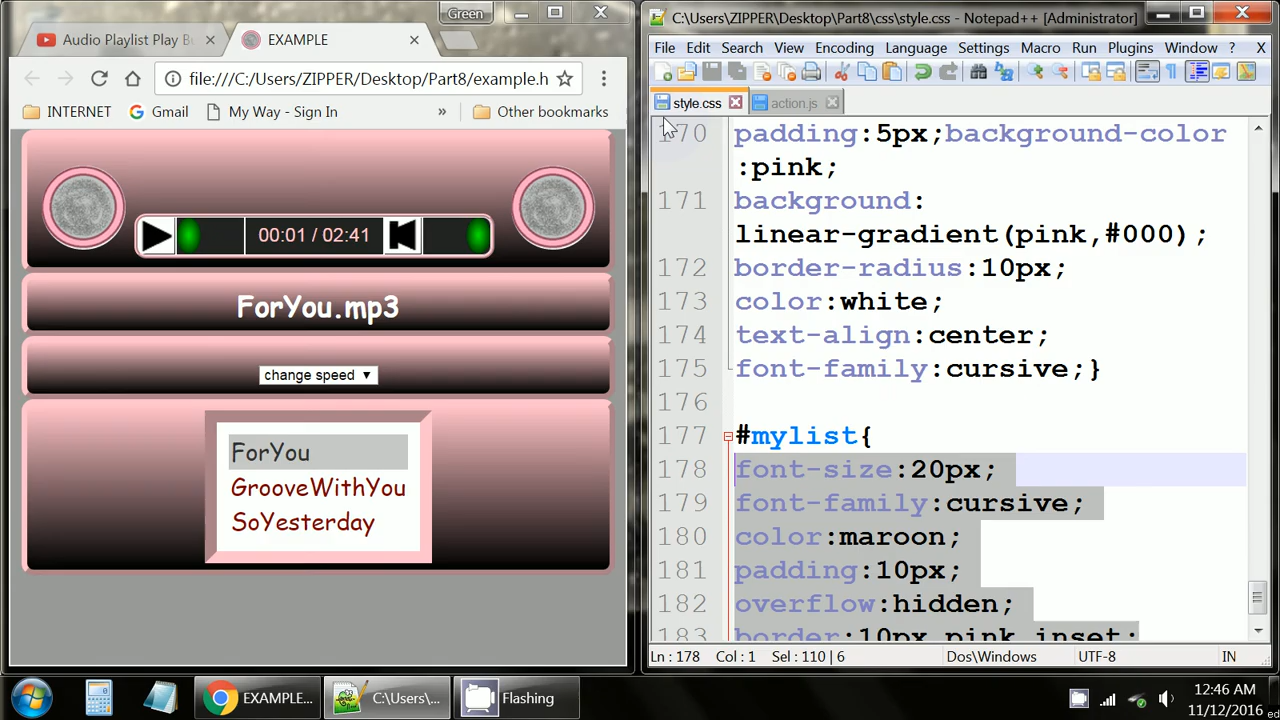 Green
Audio Playlist Play B
EXAMPLE
file:///C:/Users/ZIPPER/Desktop/Part8/example.h
INTERNET
Gmail
My Way - Sign in
»
Other bookmarks
00:01 / 02:41
ForYou.mp3
change speed
ForYou
GrooveWithYou
SoYesterday
C:\Users\ZIPPER\Desktop\Part8\css\style.css - Notepad++ [Administrator]
File Edit Search View Encoding Language Settings Macro Run Plugins Window ? X
style.css
action.js
170 padding:5px;background-color
:pink;
171 background:
linear-gradient(pink,#000);
172 border-radius:10px;
173 color:white;
174 text-align:center;
175 font-family:cursive;}
176
177 #mylist{
178 font-size:20px;
179 font-family:cursive;
180 color:maroon;
181 padding:10px;
182 overflow:hidden;
183 border:10px pink inset;
Ln : 178 Col : 1 Sel : 110 | 6
Dos\Windows
UTF-8
IN
EXAMPLE...
C:\Users\...
Flashing
12:46 AM
11/12/2016